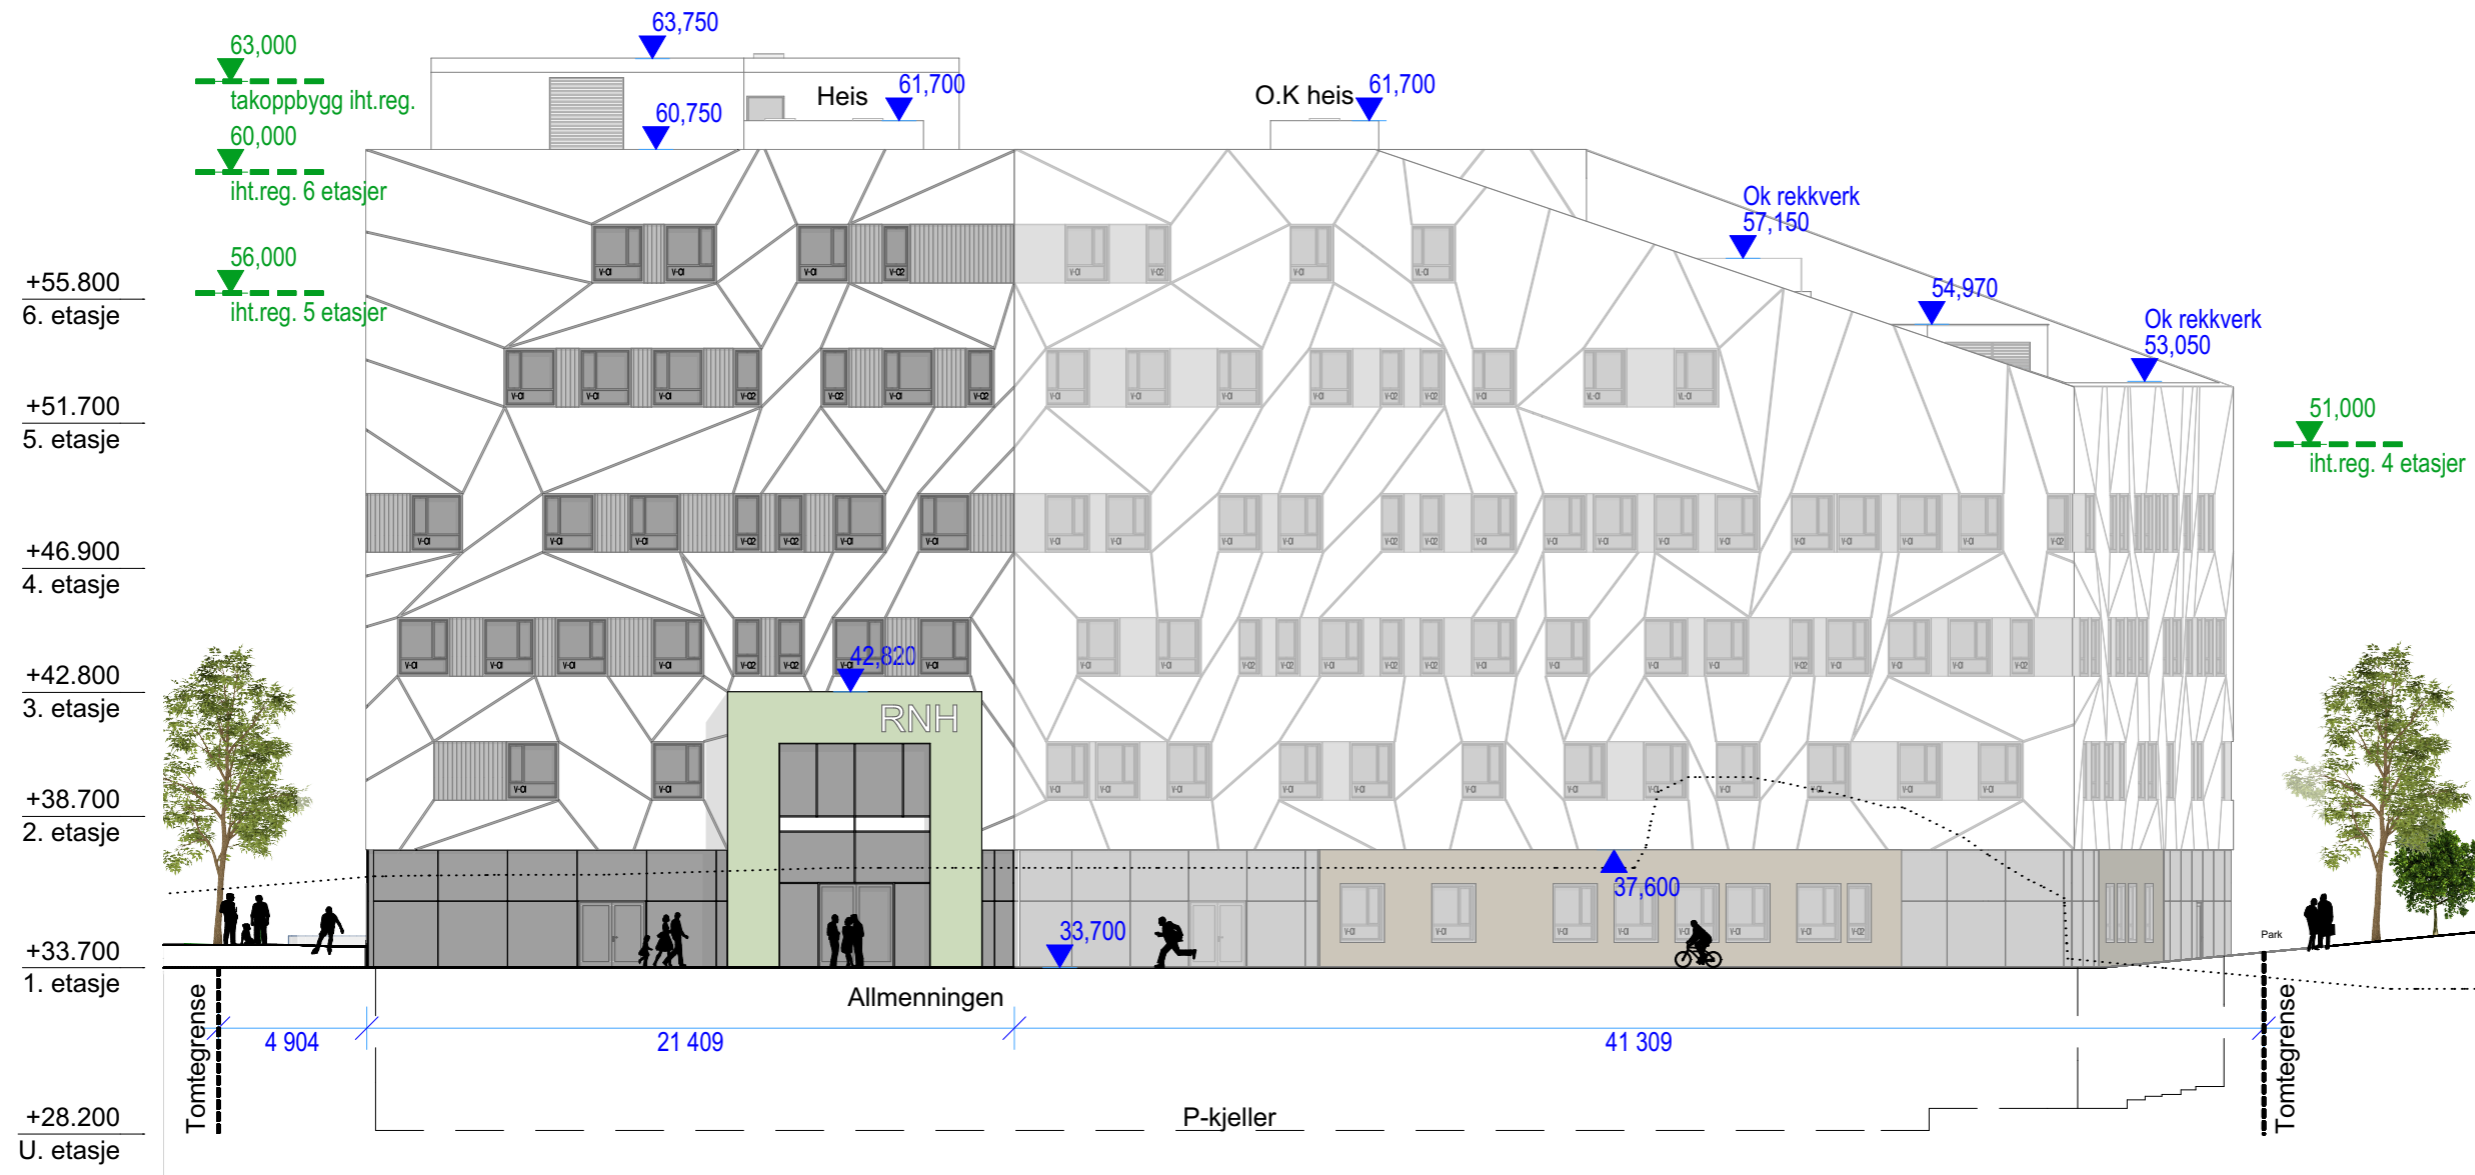 63,750
63,000
takoppbygg iht.reg.
Heis
61,700
O.K heis
61,700
60,750
60,000
iht.reg. 6 etasjer
Ok rekkverk
57,150
56,000
iht.reg. 5 etasjer
54,970
Ok rekkverk
53,050
51,000
iht.reg. 4 etasjer
+55.800
6. etasje
+51.700
5. etasje
+46.900
4. etasje
+42.800
3. etasje
+38.700
2. etasje
+33.700
1. etasje
+28.200
U. etasje
42,820
RNH
37,600
33,700
Park
Allmenningen
Tomtegrense
4 904
21 409
41 309
Tomtegrense
P-kjeller